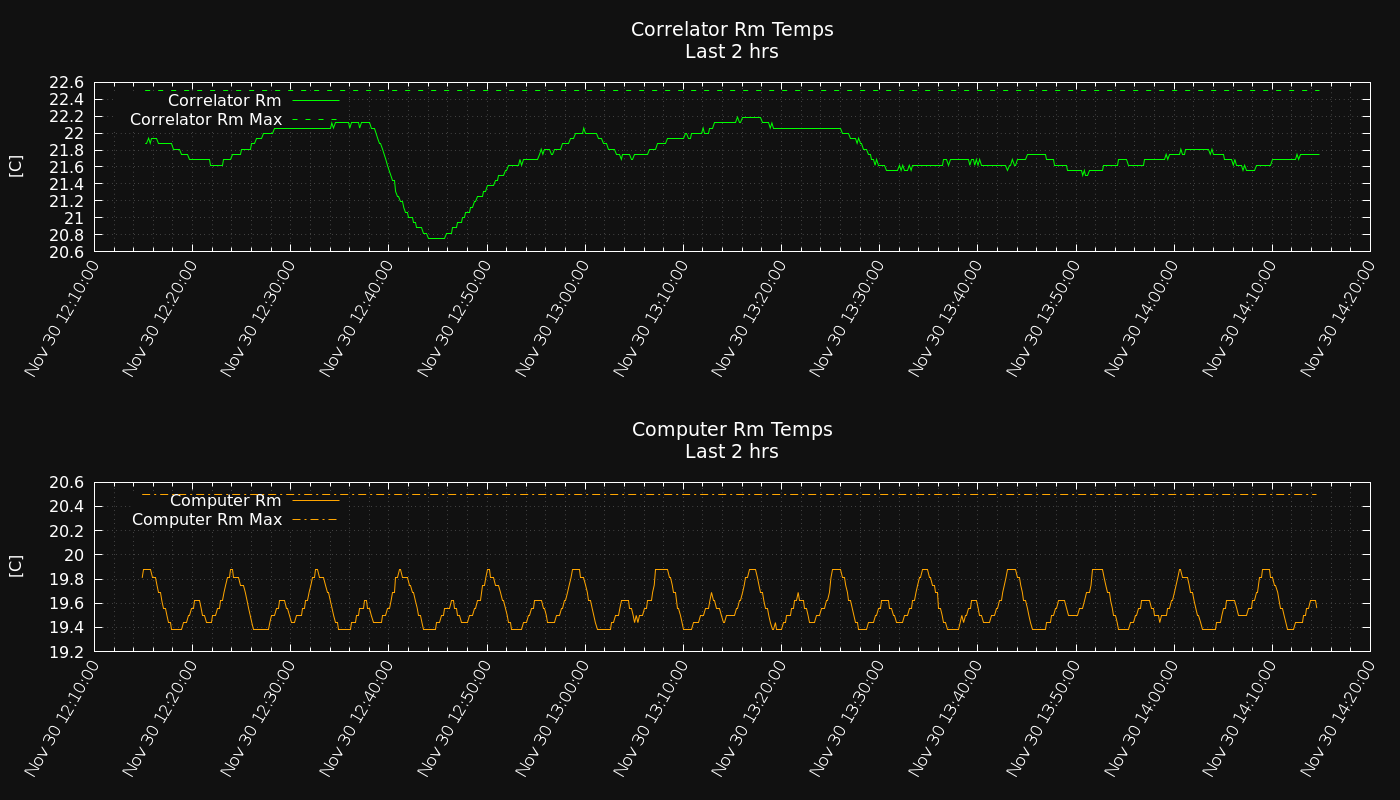 Correlator Rm Temps
Last 2 hrs
22.6
22.4
22.2
22
21.8
21.6
21.4
21.2
21
20.8
20.6
[C]
Correlator Rm
Correlator Rm Max
Nov 30 12:10:00
Nov 30 12:20:00
Nov 30 12:30:00
Nov 30 12:40:00
Nov 30 12:50:00
Nov 30 13:00:00
Nov 30 13:10:00
Nov 30 13:20:00
Nov 30 13:30:00
Nov 30 13:40:00
Nov 30 13:50:00
Nov 30 14:00:00
Nov 30 14:10:00
Nov 30 14:20:00
Computer Rm Temps
Last 2 hrs
20.6
20.4
20.2
20
19.8
19.6
19.4
19.2
[C]
Computer Rm
Computer Rm Max
Nov 30 12:10:00
Nov 30 12:20:00
Nov 30 12:30:00
Nov 30 12:40:00
Nov 30 12:50:00
Nov 30 13:00:00
Nov 30 13:10:00
Nov 30 13:20:00
Nov 30 13:30:00
Nov 30 13:40:00
Nov 30 13:50:00
Nov 30 14:00:00
Nov 30 14:10:00
Nov 30 14:20:00